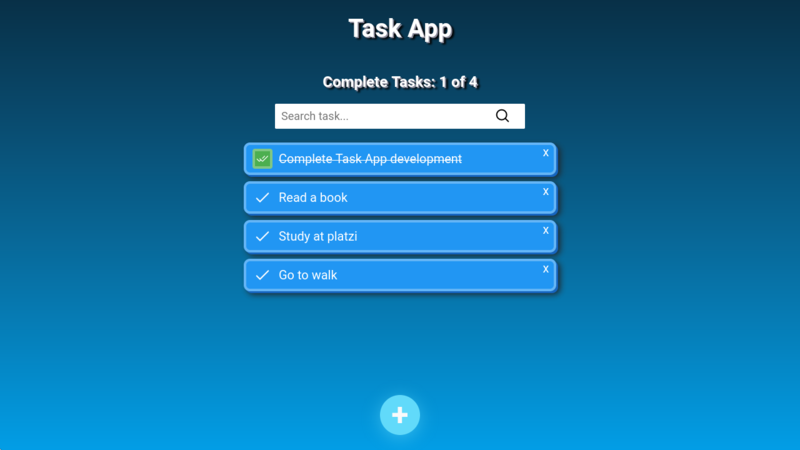 Task App
Complete Tasks: 1 of 4
Search task...
Complete Task App development
X
Read a book
X
Study at platzi
X
Go to walk
X
+